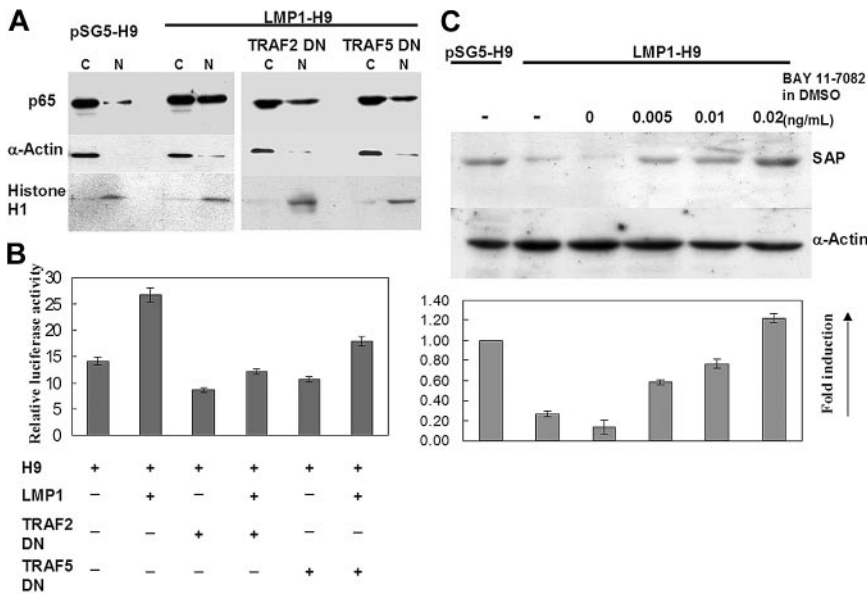 A
pSG5-H9
LMP1-H9
TRAF2 DN
TRAF5 DN
C N C N C N C N
p65
α-Actin
Histone
H1
B
30
25
20
15
10
5
0
Relative luciferase activity
H9 + + + + + +
LMP1 – + – + – +
TRAF2
DN – – + + – –
TRAF5
DN – – – – + +
C
pSG5-H9
LMP1-H9
BAY 11-7082
in DMSO
- - 0 0.005 0.01 0.02 (ng/mL)
SAP
α-Actin
1.40
1.20
1.00
0.80
0.60
0.40
0.20
0.00
Fold induction